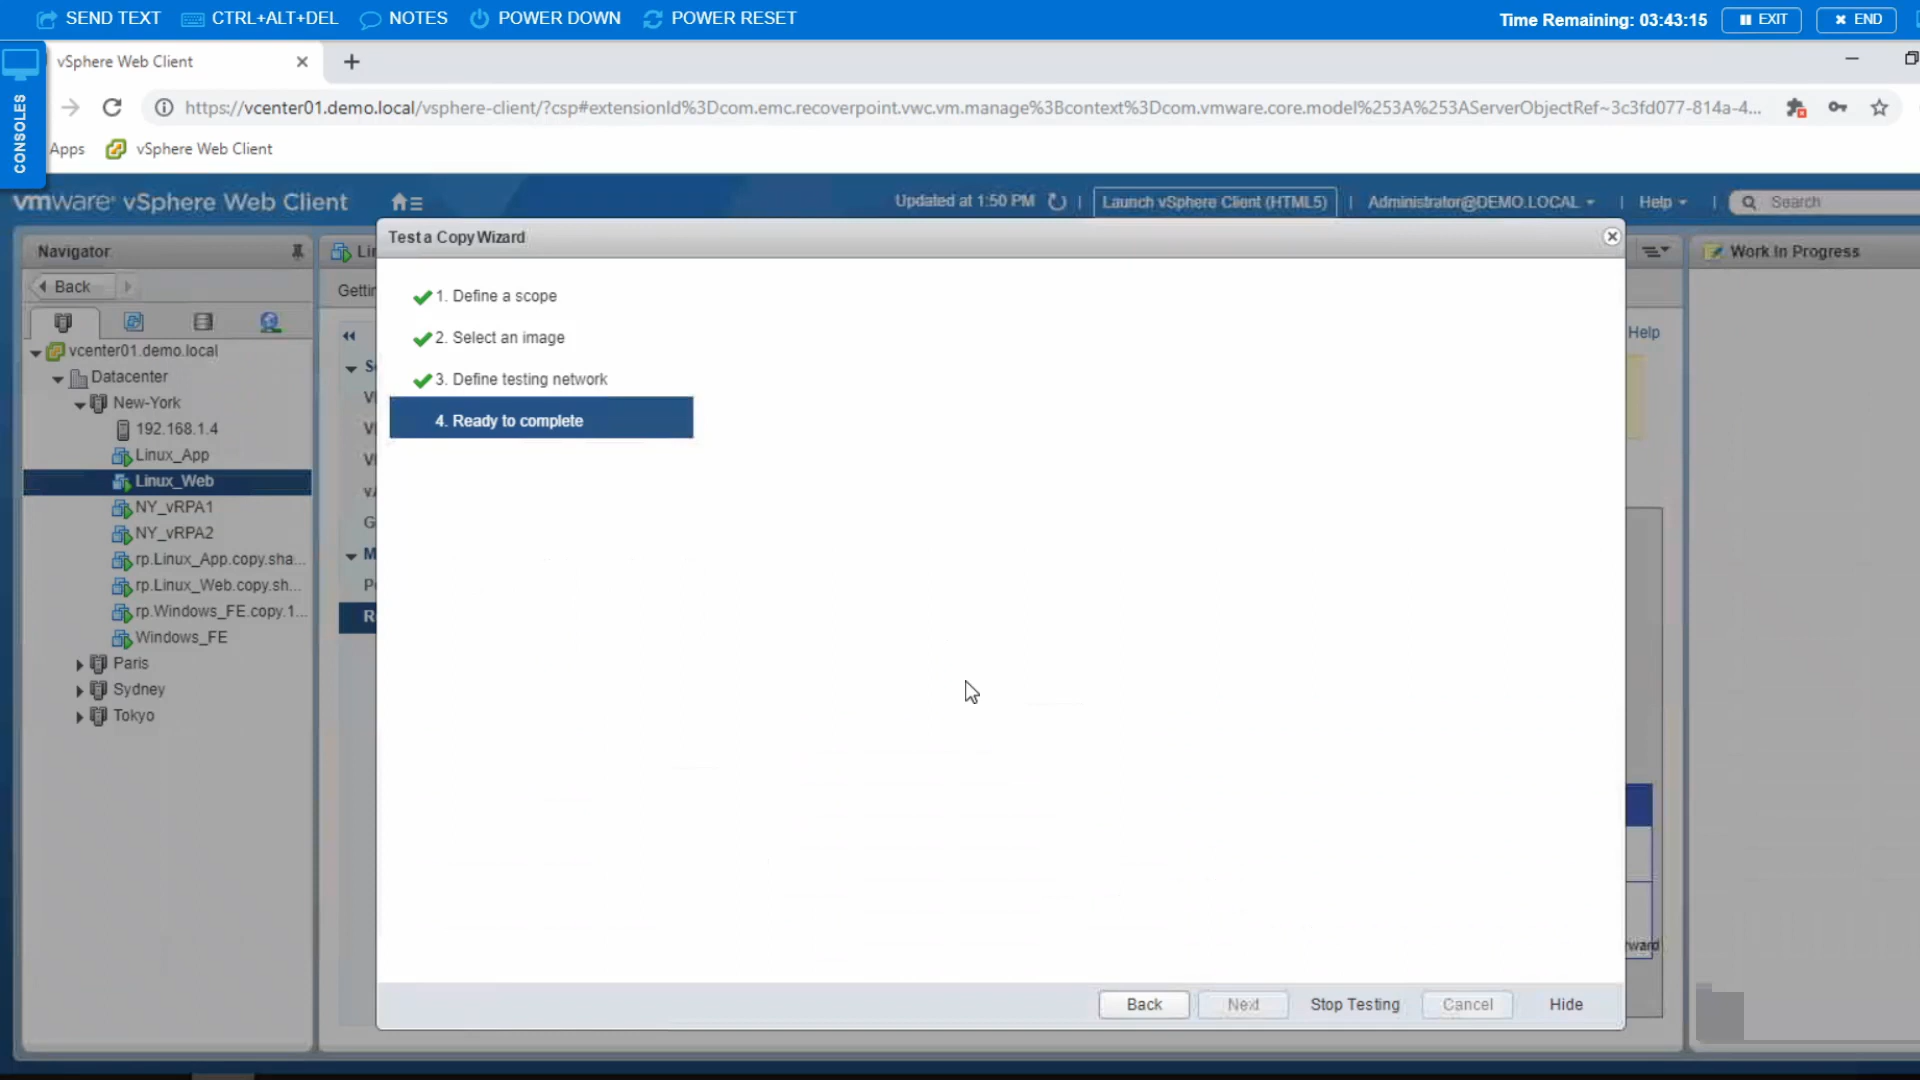 SEND TEXT CTRL+ALT+DEL NOTES POWER DOWN POWER RESET Time Remaining: 03:43:15 EXIT END
CONSOLES
vSphere Web Client
https://vcenter01.demo.local/vsphere-client/?csp#extensionId%3Dcom.emc.recoverpoint.vwc.vm.manage%3Bcontext%3Dcom.vmware.core.model%253A%253AServerObjectRef~3c3fd077-814a-4...
Apps vSphere Web Client
vmware® vSphere Web Client Updated at 1:50 PM Launch vSphere Client (HTML5) Administrator@DEMO.LOCAL Help Search
Navigator
Back
vcenter01.demo.local
Datacenter
New-York
192.168.1.4
Linux_App
Linux_Web
NY_vRPA1
NY_vRPA2
rp.Linux_App.copy.sha...
rp.Linux_Web.copy.sh...
rp.Windows_FE.copy.1...
Windows_FE
Paris
Sydney
Tokyo
Test a Copy Wizard
1. Define a scope
2. Select an image
3. Define testing network
4. Ready to complete
Back Next Stop Testing Cancel Hide
Help
Work In Progress